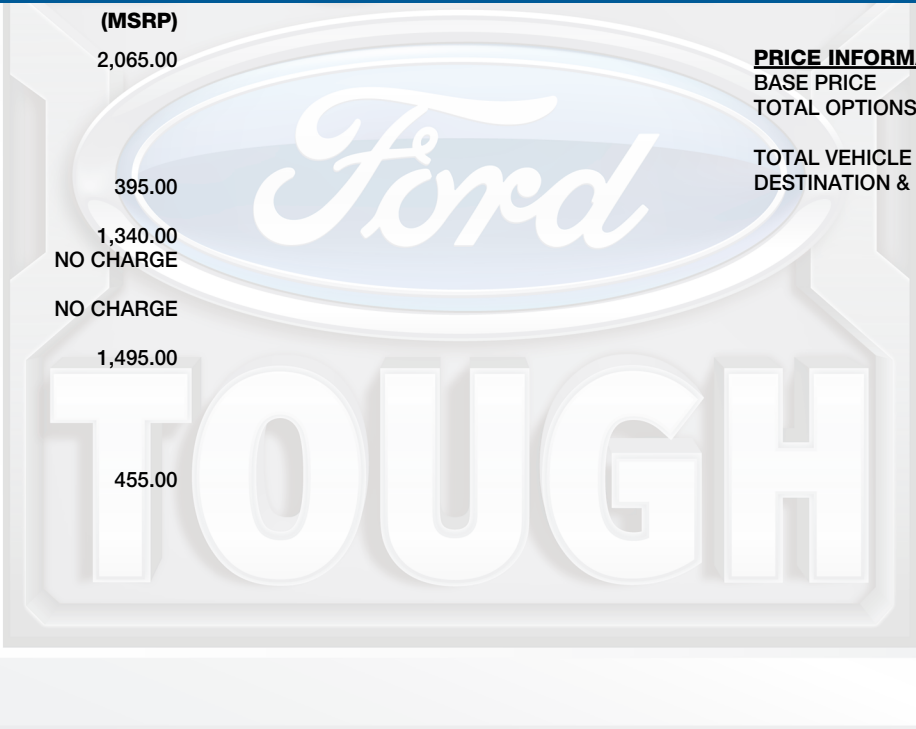 (MSRP)
2,065.00
395.00
1,340.00
NO CHARGE
NO CHARGE
1,495.00
455.00
PRICE INFORM
BASE PRICE
TOTAL OPTIONS
TOTAL VEHICLE
DESTINATION &
Ford
TOUGH